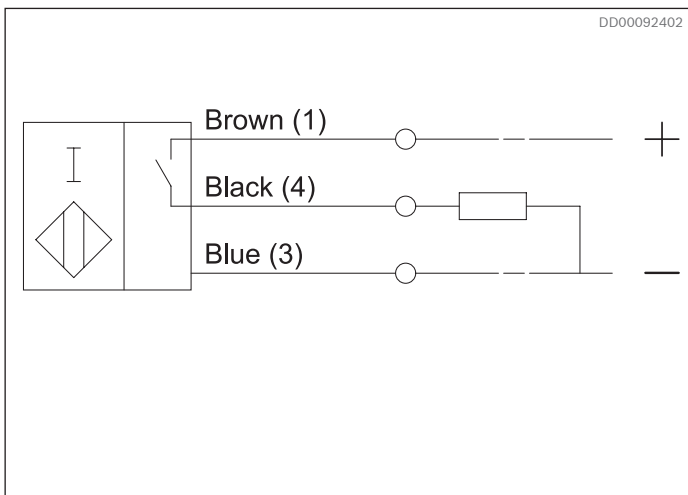 DD00092402
Brown (1)
+
Black (4)
Blue (3)
—